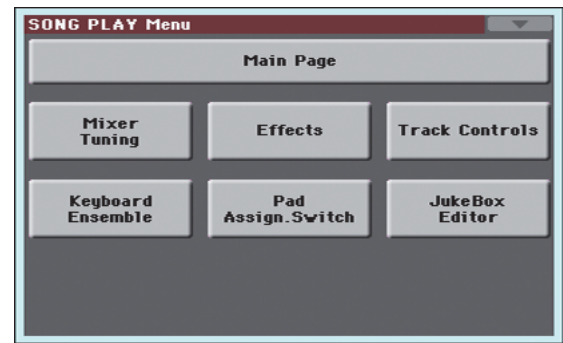 SONG PLAY Menu
Main Page
Mixer
Tuning
Effects
Track Controls
Keyboard
Ensemble
Pad
Assign.Switch
JukeBox
Editor